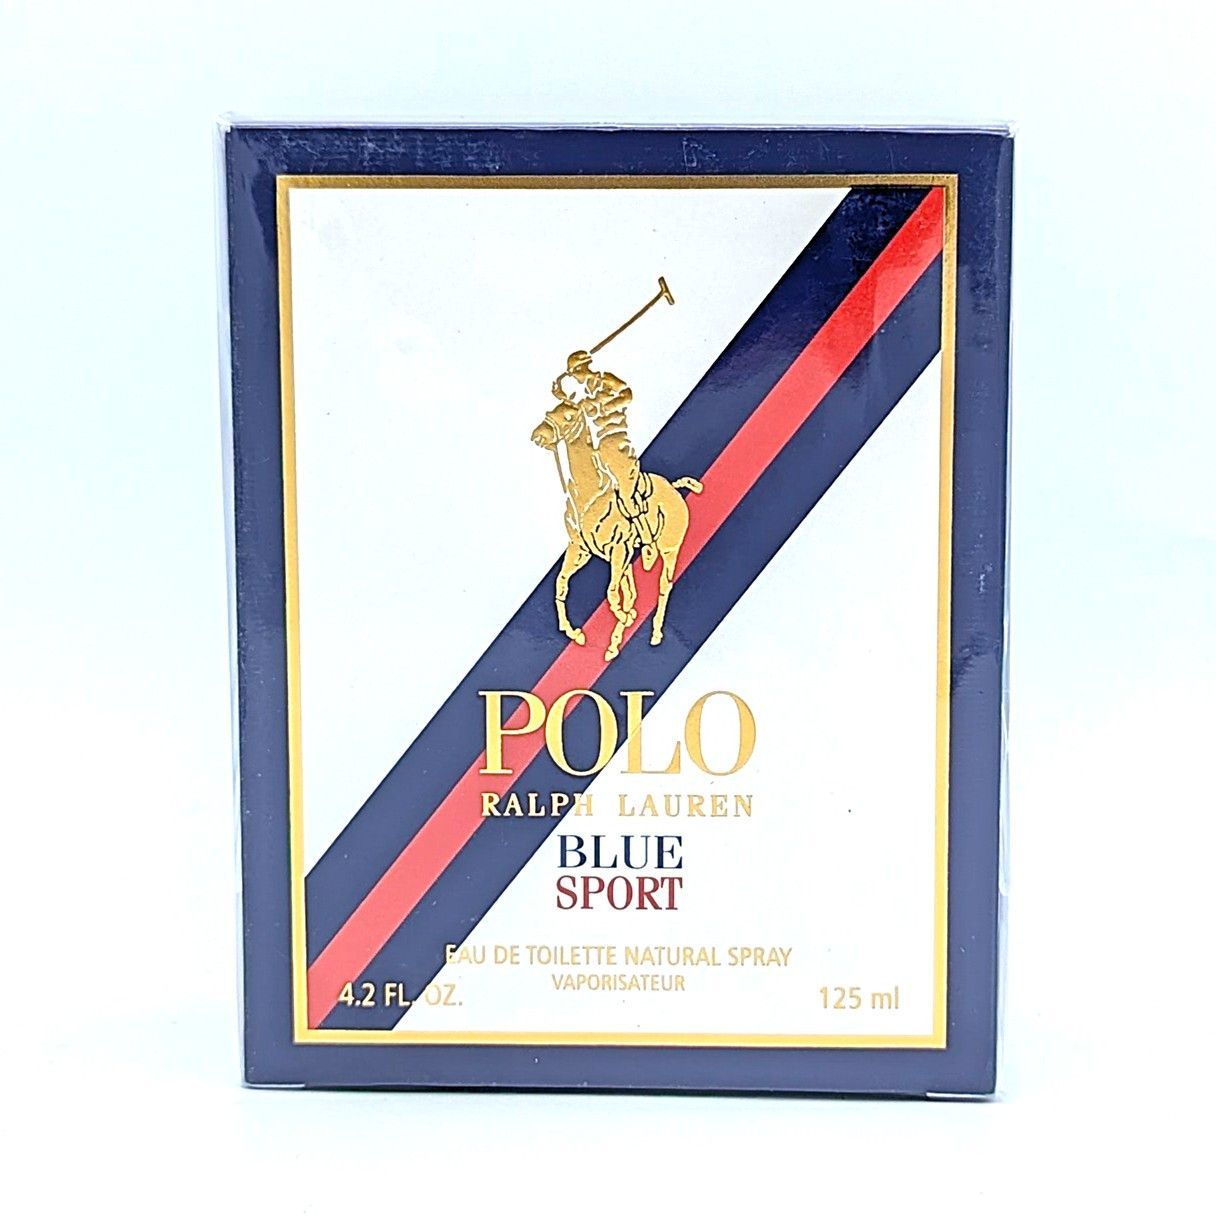 POLO
RALPH LAUREN
BLUE
SPORT
EAU DE TOILETTE NATURAL SPRAY
VAPORISATEUR
4.2 FL. OZ. 125 ml